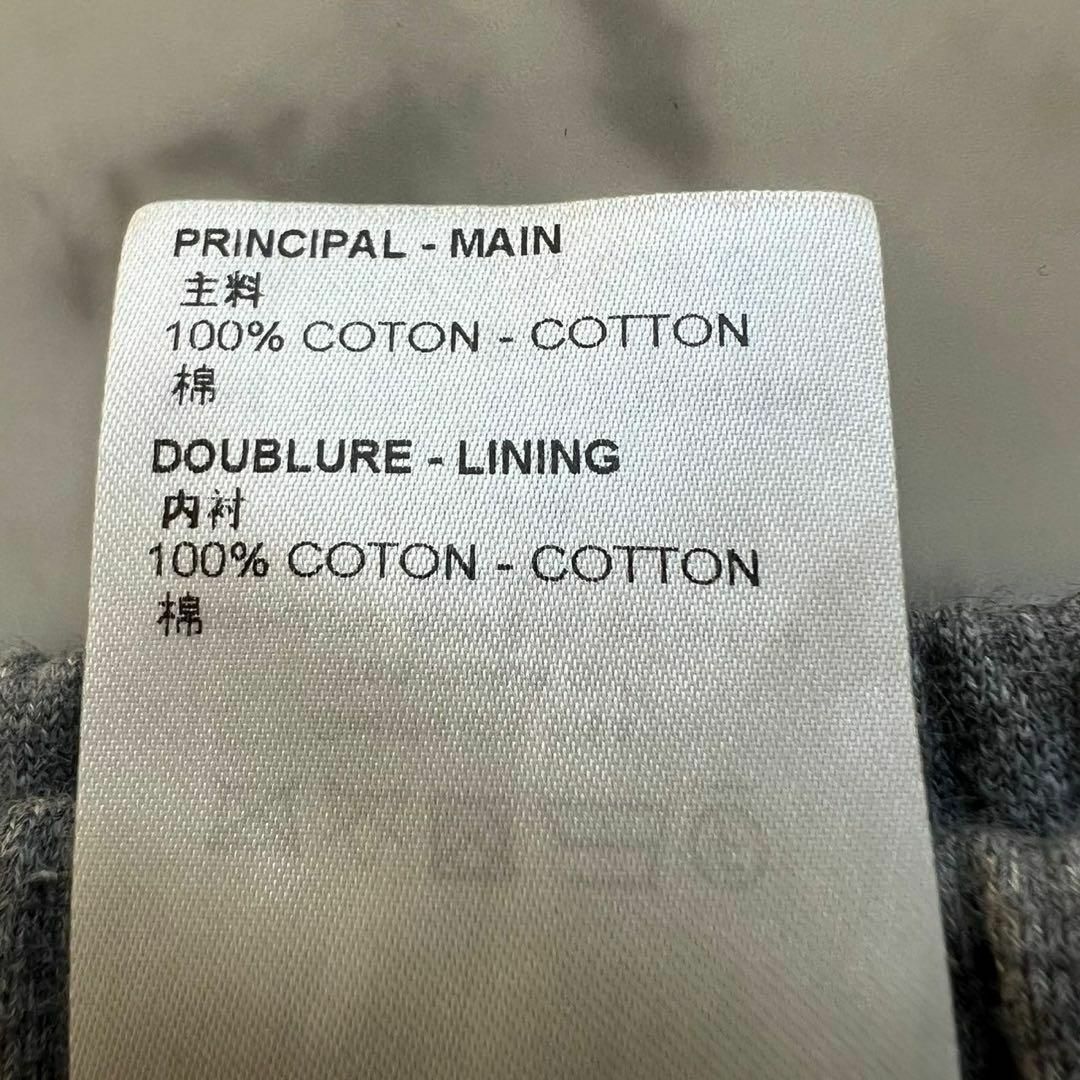 PRINCIPAL - MAIN
主料
100% COTON - COTTON
棉
DOUBLURE - LINING
内衬
100% COTON - COTTON
棉